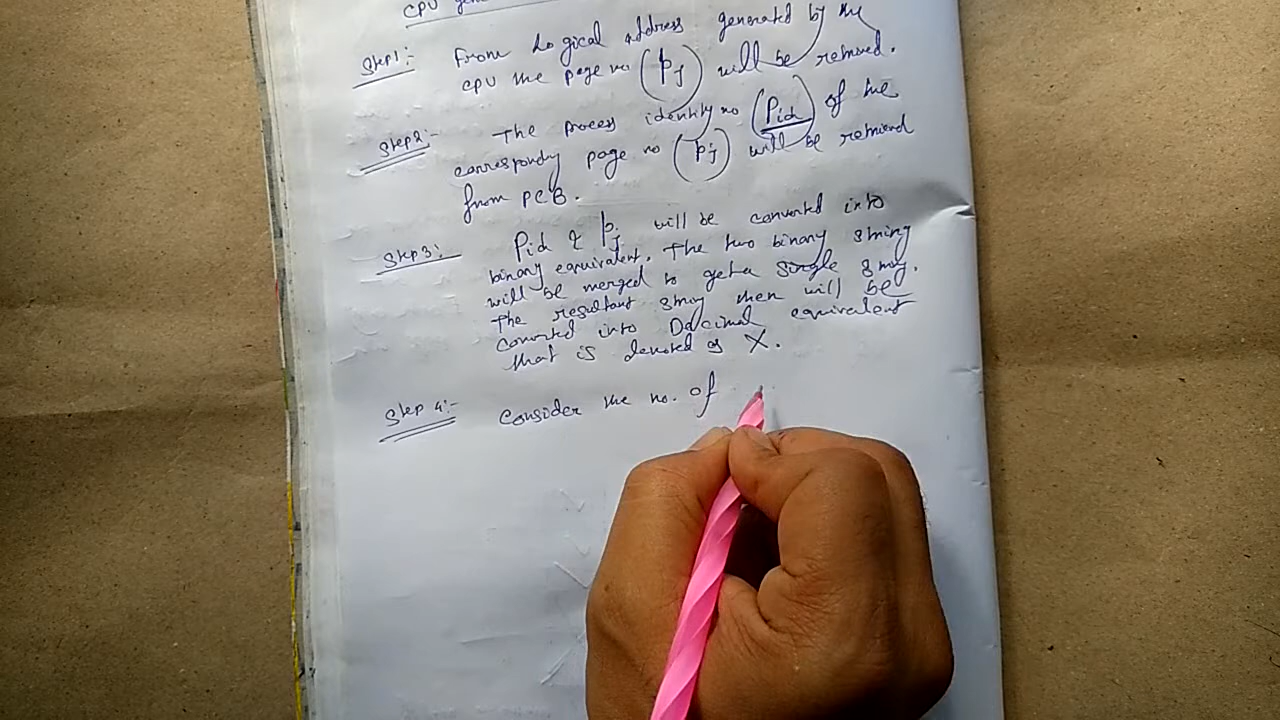 CPU gene
Step1:- From Logical address generated by the
CPU the page no (Pj) will be retrieved.
Step2:- The process identity no (Pid) of the
correspondg page no (Pj) will be retrieved
from PCB.
Step3:- Pid & Pj will be converted into
binary equivalent. The two binary string
will be merged to get a single string.
The resultant string then will be
converted into Decimal equivalent
that is denoted as X.
Step 4:- Consider the no. of